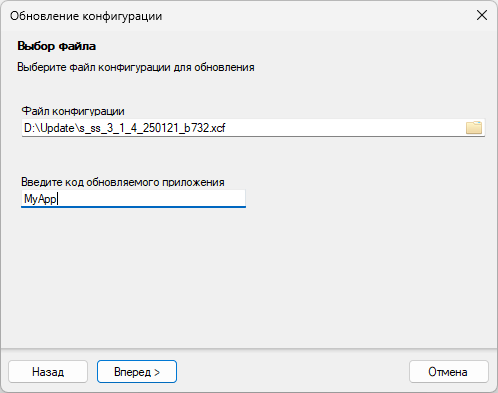 Обновление конфигурации
Выбор файла
Выберите файл конфигурации для обновления
Файл конфигурации
D:\Update\s_ss_3_1_4_250121_b732.xcf
Введите код обновляемого приложения
MyApp
Назад
Вперед >
Отмена